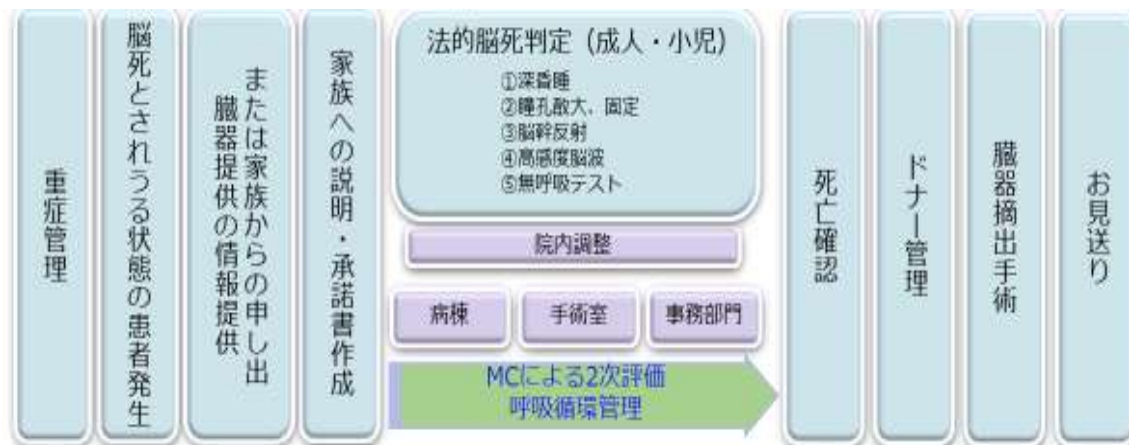 重症管理
脳死とされうる状態の患者発生
臓器提供の情報提供
または家族からの申し出
家族への説明・承諾書作成
法的脳死判定（成人・小児）
①深昏睡
②瞳孔散大、固定
③脳幹反射
④高感度脳波
⑤無呼吸テスト
院内調整
病棟
手術室
事務部門
MCによる2次評価
呼吸循環管理
死亡確認
ドナー管理
臓器摘出手術
お見送り